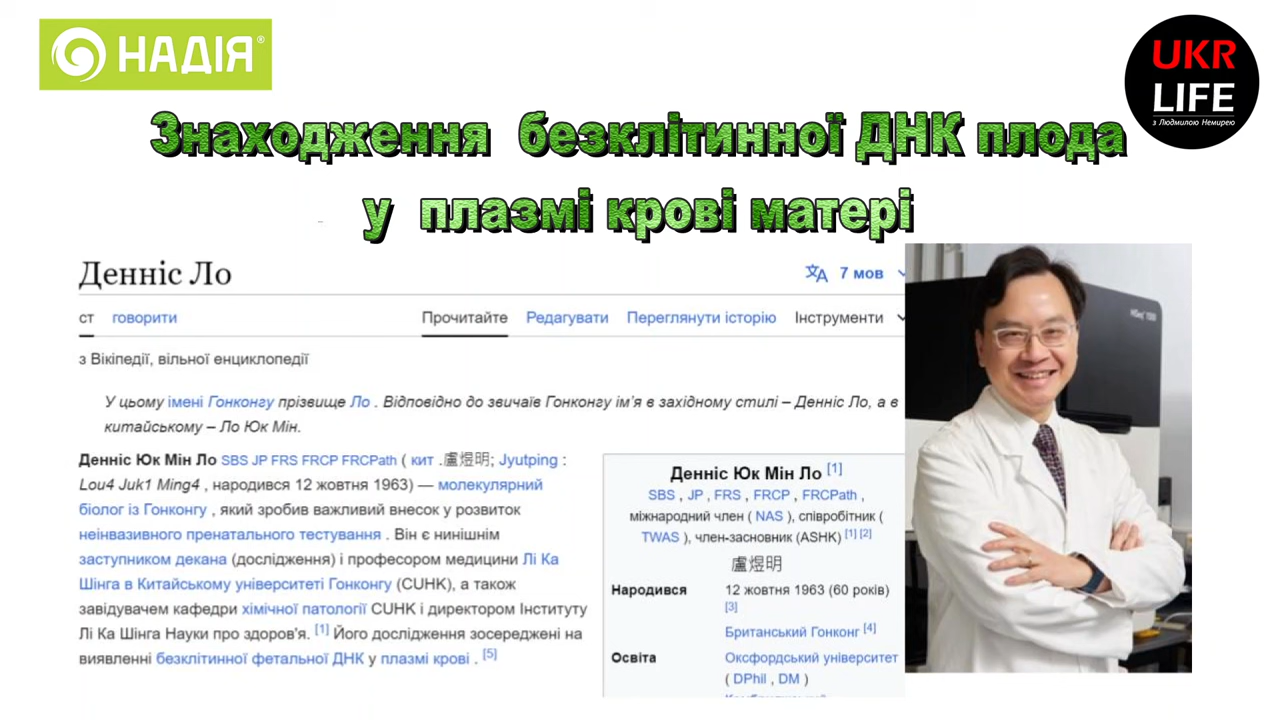 НАДІЯ®
UKR
LIFE
з Людмилою Немирею
Знаходження безклітинної ДНК плода
у плазмі крові матері
Денніс Ло
7 мов
ст говорити Прочитайте Редагувати Переглянути історію Інструменти
з Вікіпедії, вільної енциклопедії
У цьому імені Гонконгу прізвище Ло . Відповідно до звичаїв Гонконгу ім'я в західному стилі – Денніс Ло, а в
китайському – Ло Юк Мін.
Денніс Юк Мін Ло SBS JP FRS FRCP FRCPath ( кит .盧煜明; Jyutping :
Lou4 Juk1 Ming4 , народився 12 жовтня 1963) — молекулярний
біолог із Гонконгу , який зробив важливий внесок у розвиток
неінвазивного пренатального тестування . Він є нинішнім
заступником декана (дослідження) і професором медицини Лі Ка
Шінга в Китайському університеті Гонконгу (CUHK), а також
завідувачем кафедри хімічної патології CUHK і директором Інституту
Лі Ка Шінга Науки про здоров'я. [1] Його дослідження зосереджені на
виявленні безклітинної фетальної ДНК у плазмі крові . [5]
Денніс Юк Мін Ло [1]
SBS , JP , FRS , FRCP , FRCPath ,
міжнародний член ( NAS ), співробітник (
TWAS ), член-засновник (ASHK) [1] [2]
盧煜明
Народився 12 жовтня 1963 (60 років)
[3]
Британський Гонконг [4]
Освіта Оксфордський університет
( DPhil , DM )